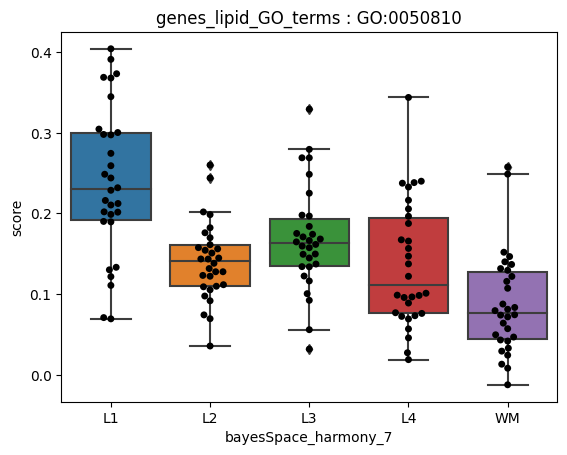 genes_lipid_GO_terms : GO:0050810
score
0.4
0.3
0.2
0.1
0.0
L1 L2 L3 L4 WM
bayesSpace_harmony_7